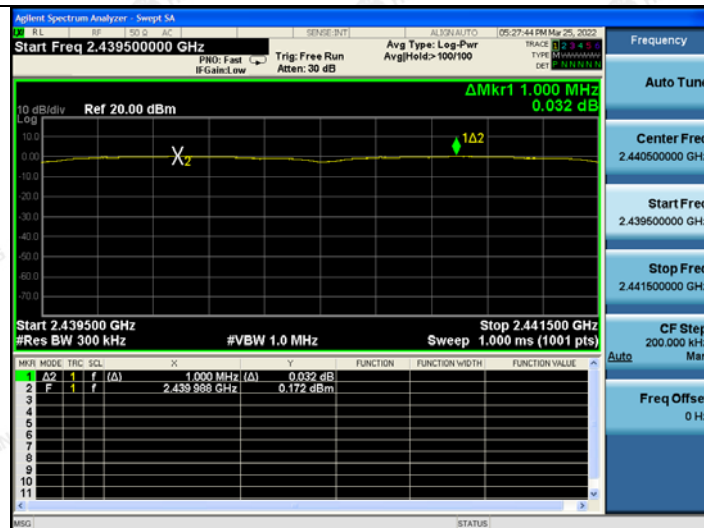 Agilent Spectrum Analyzer - Swept SA
RL RF 50 Ω AC SENSE:INT ALIGN AUTO 05:27:44 PM Mar 25, 2022
Start Freq 2.439500000 GHz
PNO: Fast
IFGain:Low
Trig: Free Run
Atten: 30 dB
Avg Type: Log-Pwr
Avg|Hold:>100/100
TRACE 1 2 3 4 5 6
TYPE MWWWWW
DET P NNNNN
Frequency
ΔMkr1 1.000 MHz
0.032 dB
10 dB/div Ref 20.00 dBm
Log
10.0
0.00
-10.0
-20.0
-30.0
-40.0
-50.0
-60.0
-70.0
X2
1Δ2
Start 2.439500 GHz Stop 2.441500 GHz
#Res BW 300 kHz #VBW 1.0 MHz Sweep 1.000 ms (1001 pts)
MKR MODE TRC SCL X Y FUNCTION FUNCTION WIDTH FUNCTION VALUE
1 Δ2 1 f (Δ) 1.000 MHz (Δ) 0.032 dB
2 F 1 f 2.439 988 GHz 0.172 dBm
3
4
5
6
7
8
9
10
11
MSG STATUS
Auto Tune
Center Freq
2.440500000 GHz
Start Freq
2.439500000 GHz
Stop Freq
2.441500000 GHz
CF Step
200.000 kHz
Auto Man
Freq Offset
0 Hz